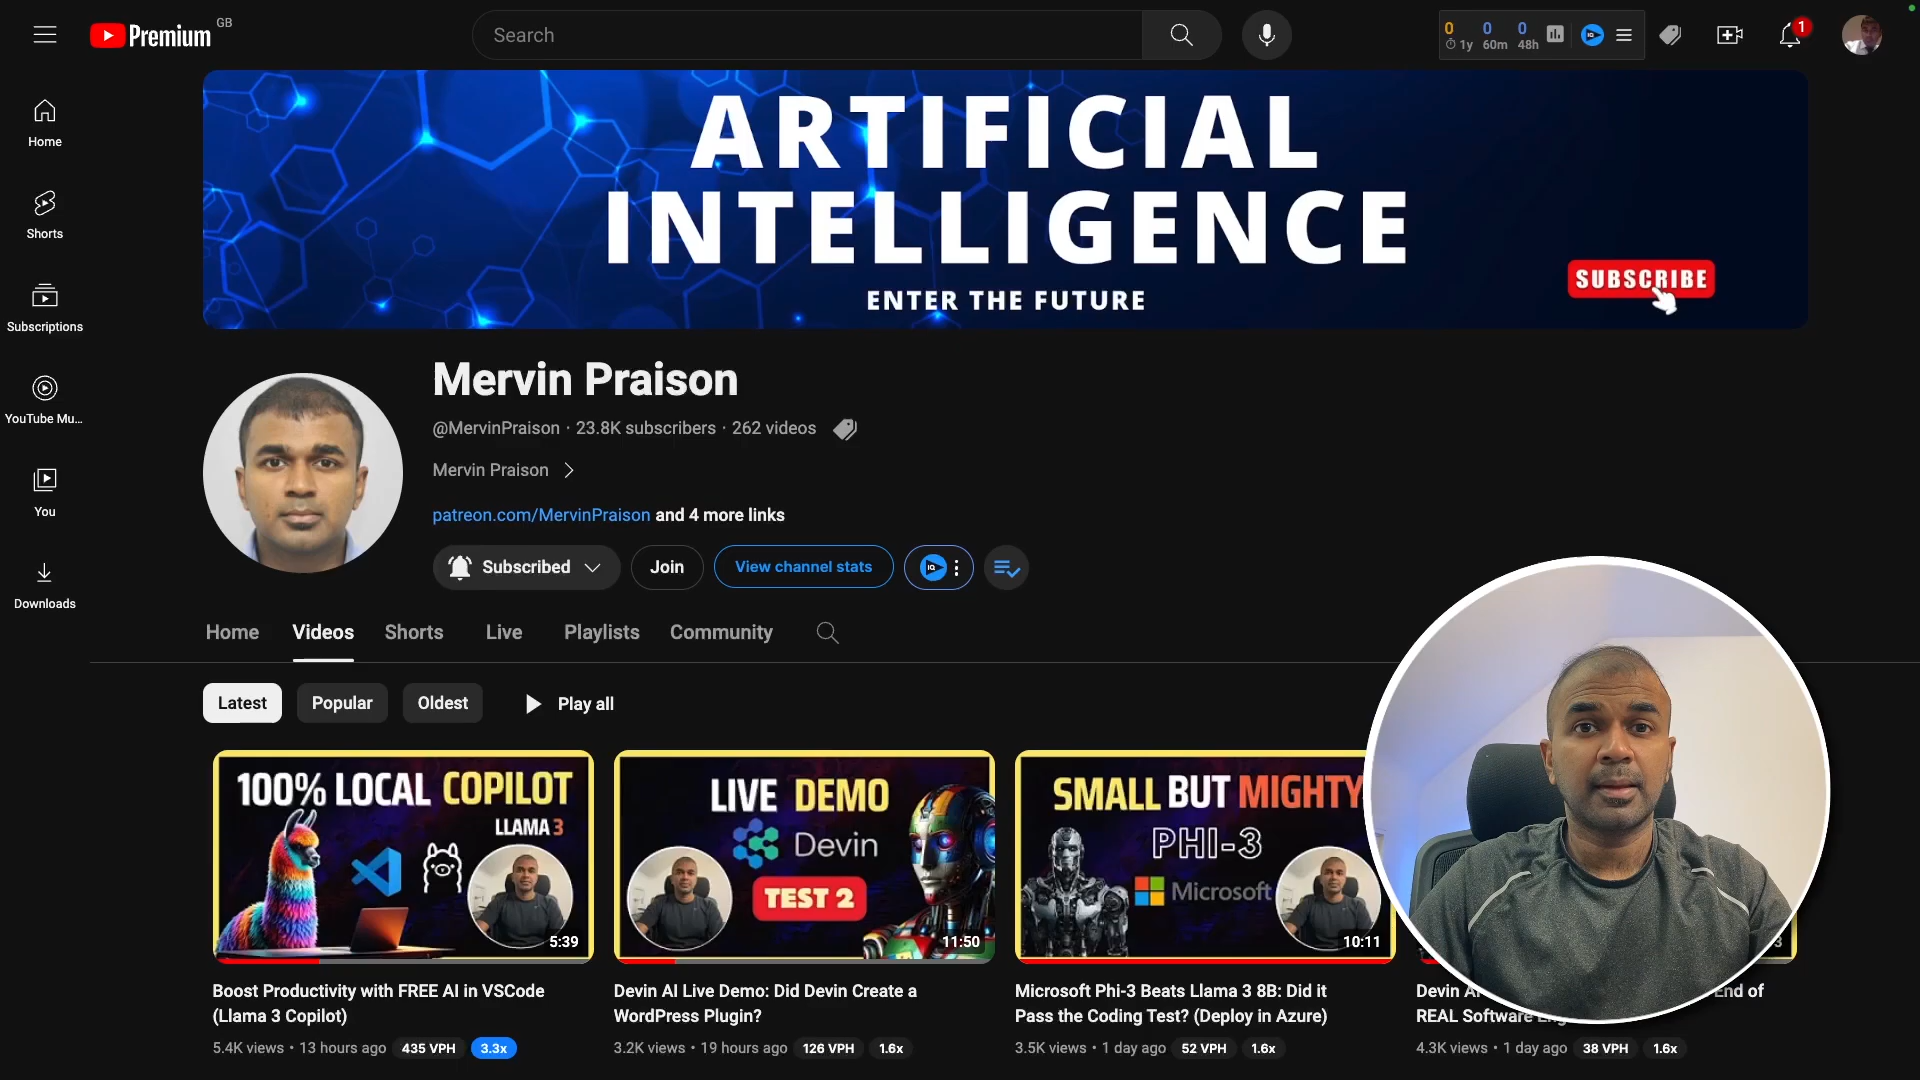 Premium GB
Search
0 0 0
1y 60m 48h
1
Home
Shorts
Subscriptions
YouTube Mu...
You
Downloads
ARTIFICIAL
INTELLIGENCE
ENTER THE FUTURE
SUBSCRIBE
Mervin Praison
@MervinPraison · 23.8K subscribers · 262 videos
Mervin Praison
patreon.com/MervinPraison and 4 more links
Subscribed Join View channel stats IQ
Home Videos Shorts Live Playlists Community
Latest Popular Oldest Play all
100% LOCAL COPILOT
LLAMA 3
5:39
LIVE DEMO
Devin
TEST 2
11:50
SMALL BUT MIGHTY
PHI-3
Microsoft
10:11
Boost Productivity with FREE AI in VSCode
(Llama 3 Copilot)
5.4K views • 13 hours ago 435 VPH 3.3x
Devin AI Live Demo: Did Devin Create a
WordPress Plugin?
3.2K views • 19 hours ago 126 VPH 1.6x
Microsoft Phi-3 Beats Llama 3 8B: Did it
Pass the Coding Test? (Deploy in Azure)
3.5K views • 1 day ago 52 VPH 1.6x
Devin End of
REAL Software
4.3K views • 1 day ago 38 VPH 1.6x